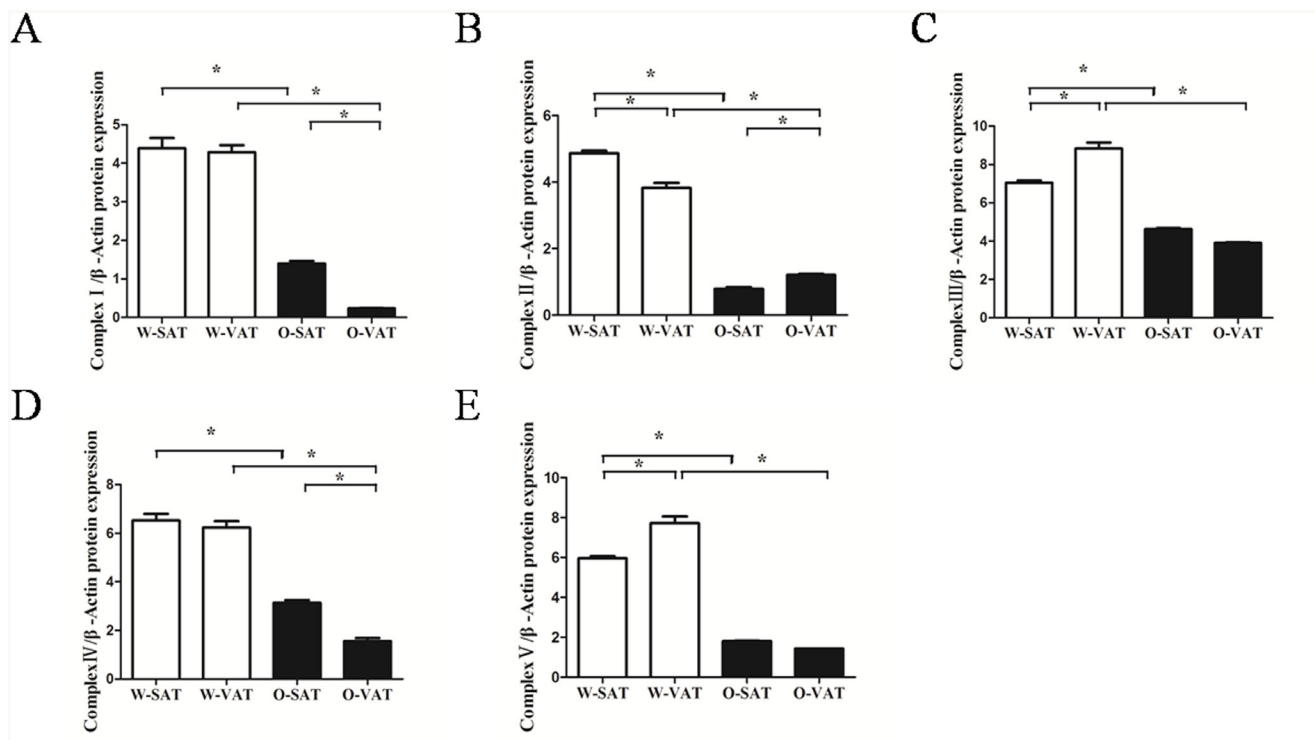 A
Complex I/β-Actin protein expression
*
*
*
5
4
3
2
1
0
W-SAT W-VAT O-SAT O-VAT
B
Complex II/β-Actin protein expression
*
*
*
*
6
4
2
0
W-SAT W-VAT O-SAT O-VAT
C
ComplexIII/β-Actin protein expression
*
*
*
10
8
6
4
2
0
W-SAT W-VAT O-SAT O-VAT
D
ComplexIV/β-Actin protein expression
*
*
*
8
6
4
2
0
W-SAT W-VAT O-SAT O-VAT
E
Complex V/β-Actin protein expression
*
*
*
10
8
6
4
2
0
W-SAT W-VAT O-SAT O-VAT